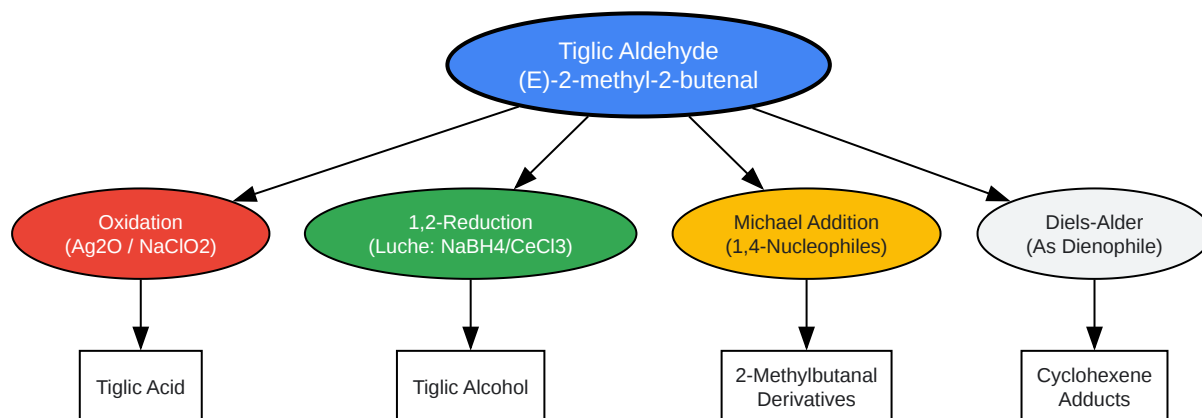 Tiglic Aldehyde
(E)-2-methyl-2-butenal
Oxidation
(Ag2O / NaClO2)
1,2-Reduction
(Luche: NaBH4/CeCl3)
Michael Addition
(1,4-Nucleophiles)
Diels-Alder
(As Dienophile)
Tiglic Acid
Tiglic Alcohol
2-Methylbutanal
Derivatives
Cyclohexene
Adducts